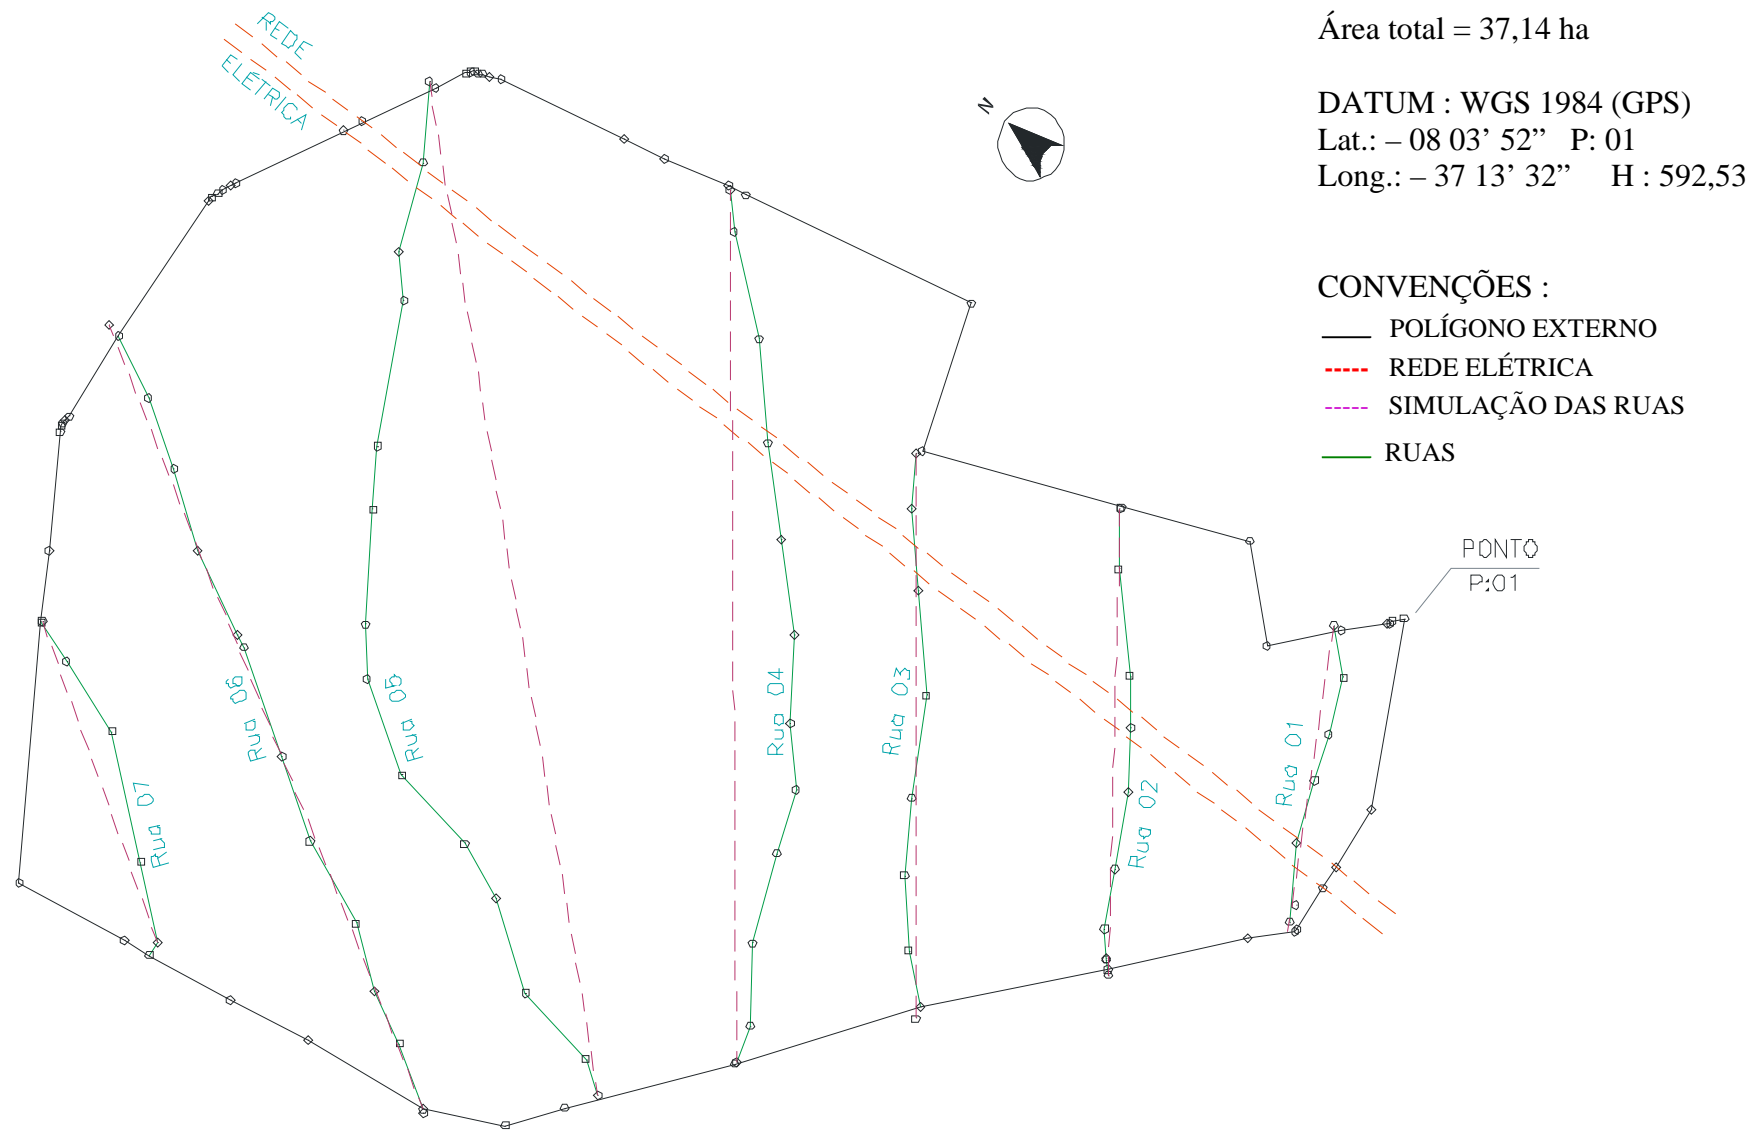 Área total = 37,14 ha
DATUM : WGS 1984 (GPS)
Lat.: – 08 03’ 52” P: 01
Long.: – 37 13’ 32” H : 592,53
CONVENÇÕES :
POLÍGONO EXTERNO
REDE ELÉTRICA
SIMULAÇÃO DAS RUAS
RUAS
REDE
ELÉTRICA
N
PONTO
P:01
Rua 07
Rua 06
Rua 05
Rua 04
Rua 03
Rua 02
Rua 01